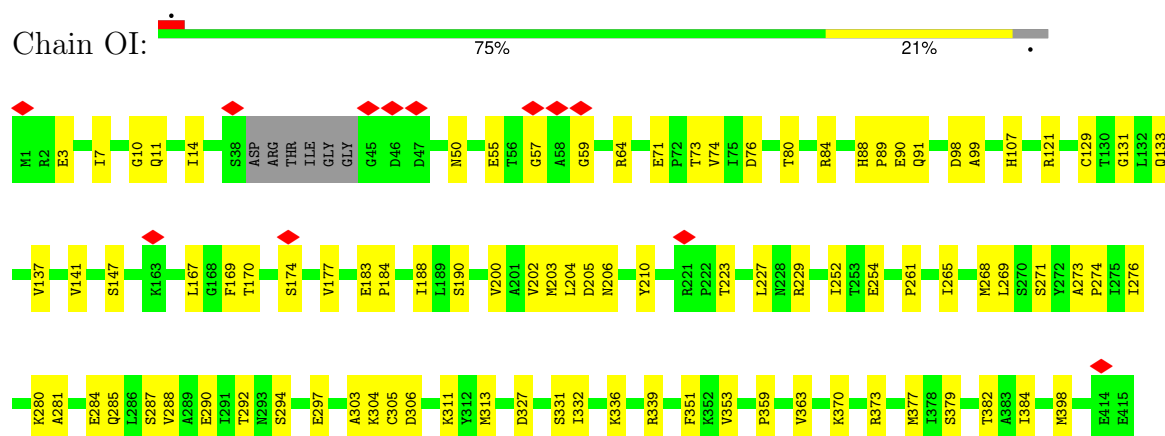 Chain OI:
75% 21%
M1 R2 E3 I7 G10 Q11 I14 S38 ASP ARG THR ILE GLY GLY G45 D46 D47 N50 E55 T56 G57 A58 G59 R64 E71 P72 T73 V74 I75 D76 T80 R84 H88 P89 E90 Q91 D98 A99 H107 R121 C129 T130 G131 L132 Q133
V137 V141 S147 K163 L167 G168 F169 T170 S174 V177 E183 P184 I188 L189 S190 V200 A201 V202 M203 L204 D205 N206 Y210 R221 P222 T223 L227 N228 R229 I252 T253 E254 P261 I265 M268 L269 S270 S271 Y272 A273 P274 I275 I276
K280 A281 E284 Q285 L286 S287 V288 A289 E290 I291 T292 N293 S294 E297 A303 K304 C305 D306 K311 Y312 M313 D327 S331 I332 K336 R339 F351 K352 V353 P359 V363 K370 R373 M377 I378 S379 T382 A383 I384 M398 E414 E415